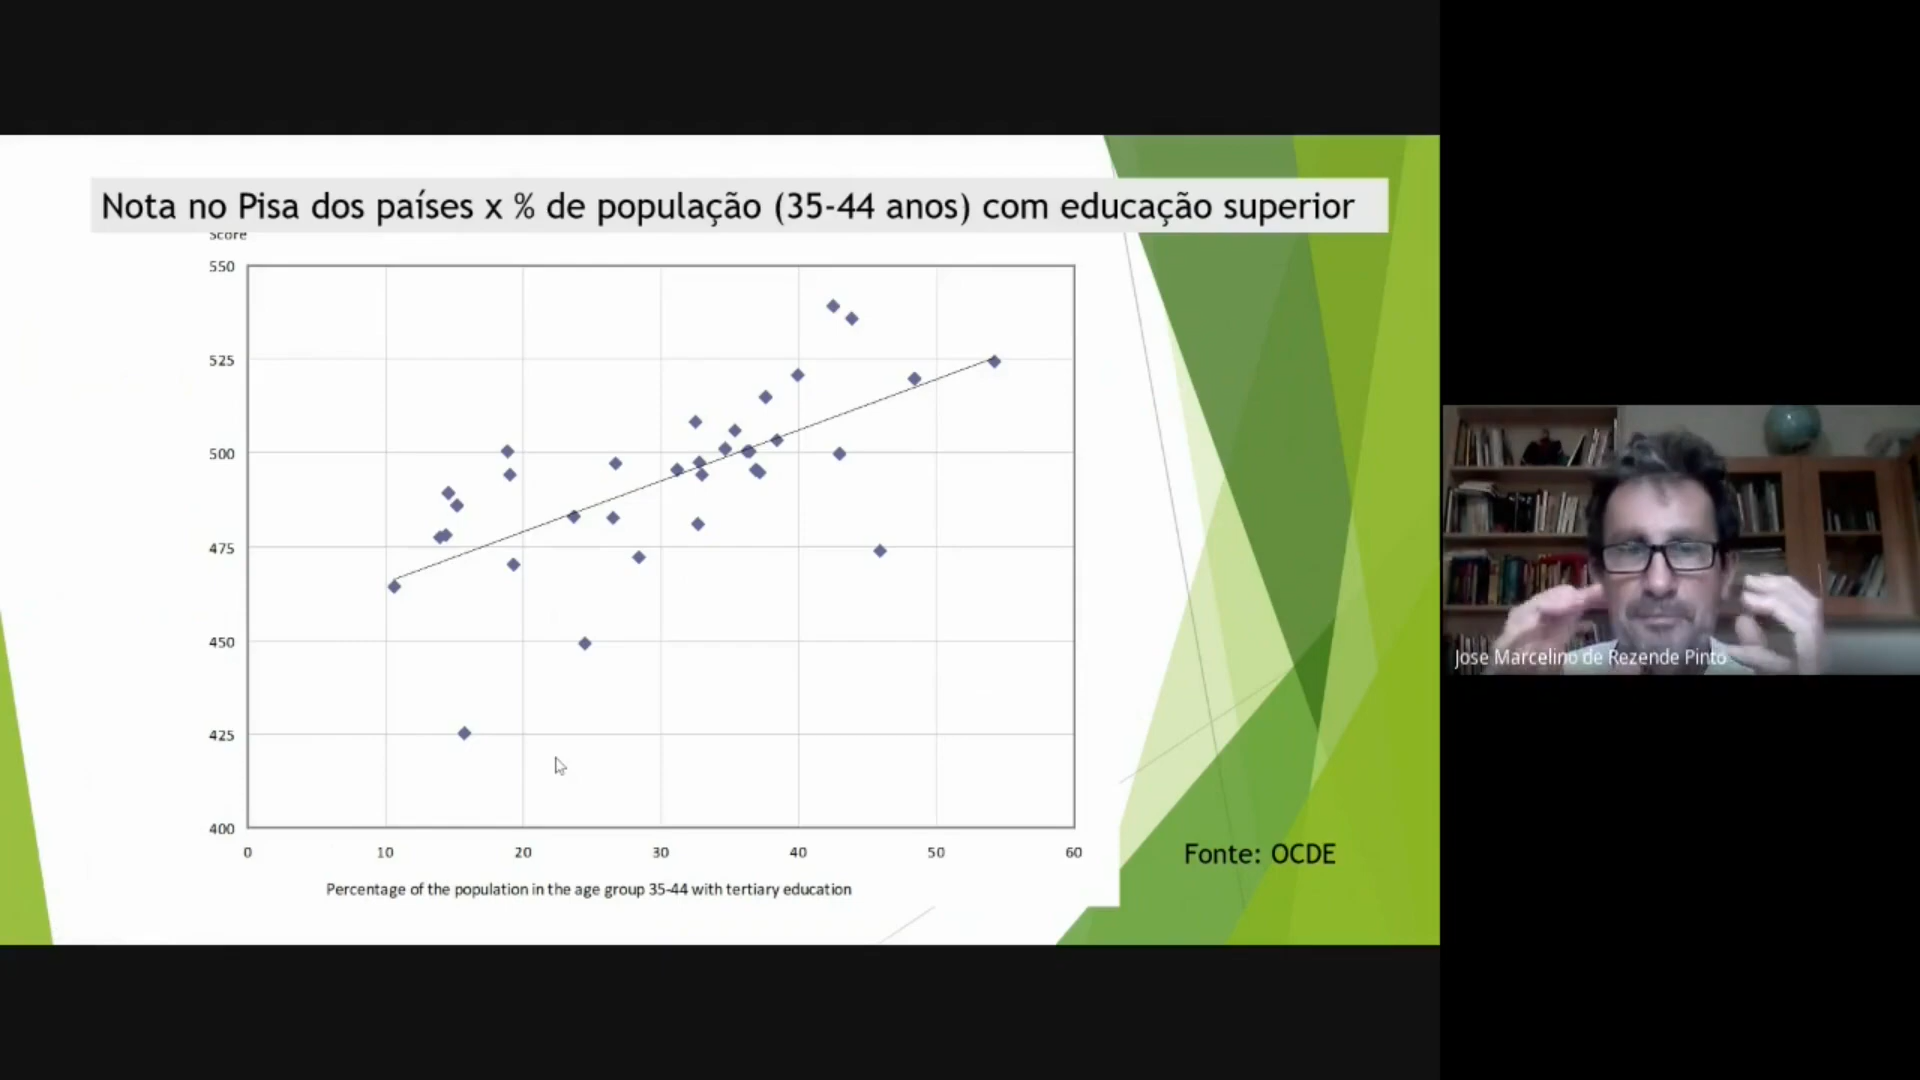 Nota no Pisa dos países x % de população (35-44 anos) com educação superior
Score
550
525
500
475
450
425
400
0 10 20 30 40 50 60
Percentage of the population in the age group 35-44 with tertiary education
Fonte: OCDE
Jose Marcelino de Rezende Pinto